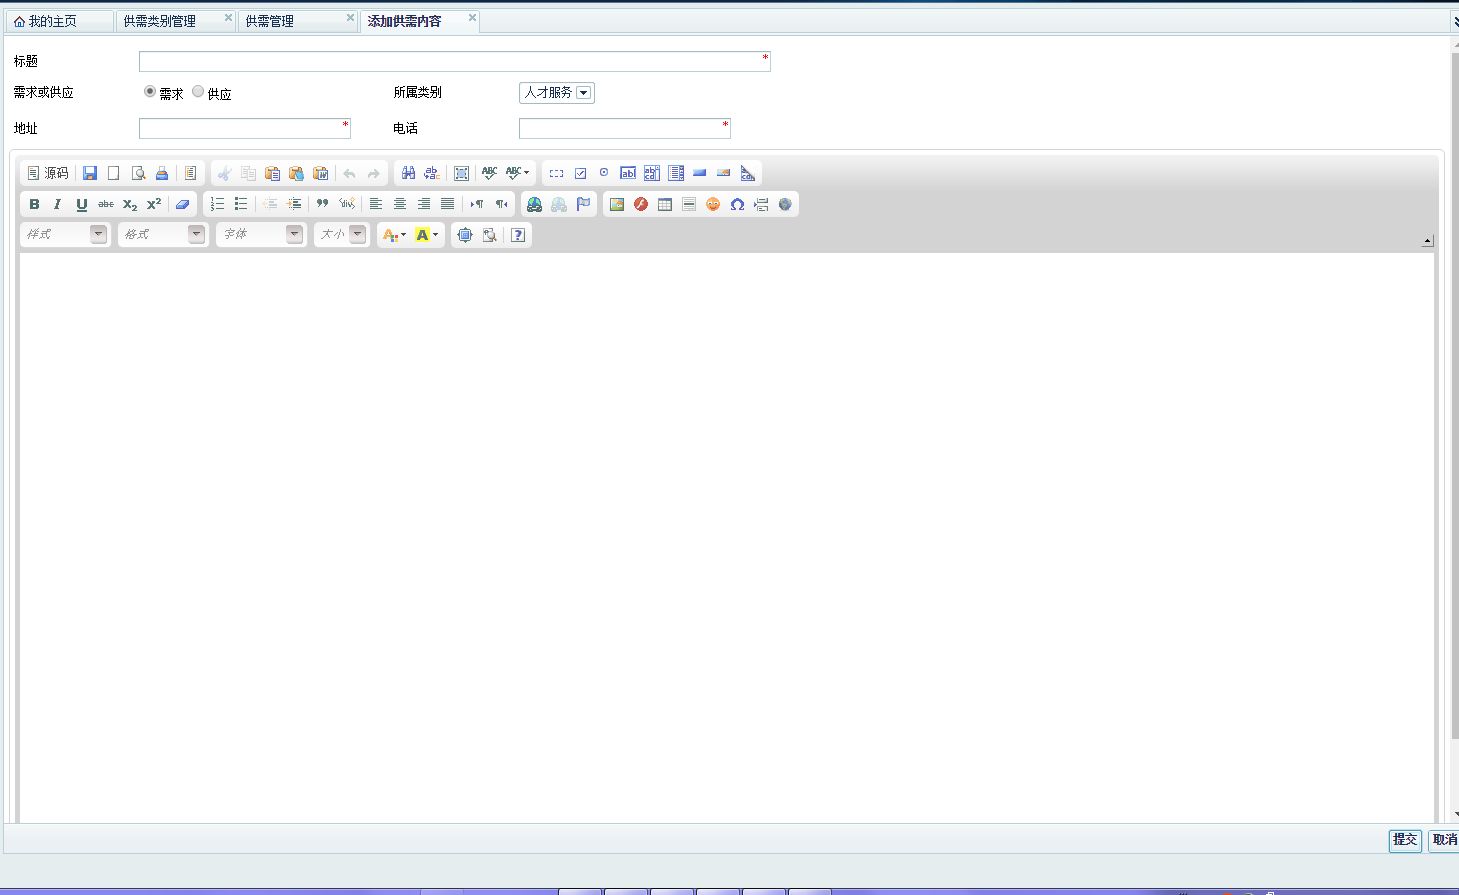 我的主页 供需类别管理 供需管理 添加供需内容
标题 *
需求或供应 需求 供应 所属类别 人才服务
地址 * 电话 *
源码
B I U abc X₂ X²
样式 格式 字体 大小 A A ?
提交 取消